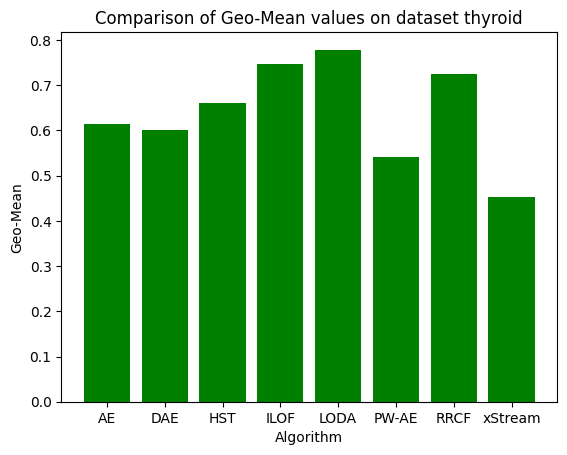 Comparison of Geo-Mean values on dataset thyroid
0.8
0.7
0.6
0.5
0.4
0.3
0.2
0.1
0.0
Geo-Mean
AE DAE HST ILOF LODA PW-AE RRCF xStream
Algorithm